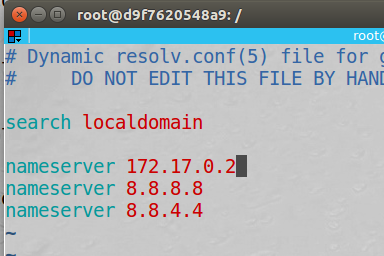 root@d9f7620548a9: /
root@
# Dynamic resolv.conf(5) file for g
# DO NOT EDIT THIS FILE BY HAND
search localdomain
nameserver 172.17.0.2
nameserver 8.8.8.8
nameserver 8.8.4.4
~
~